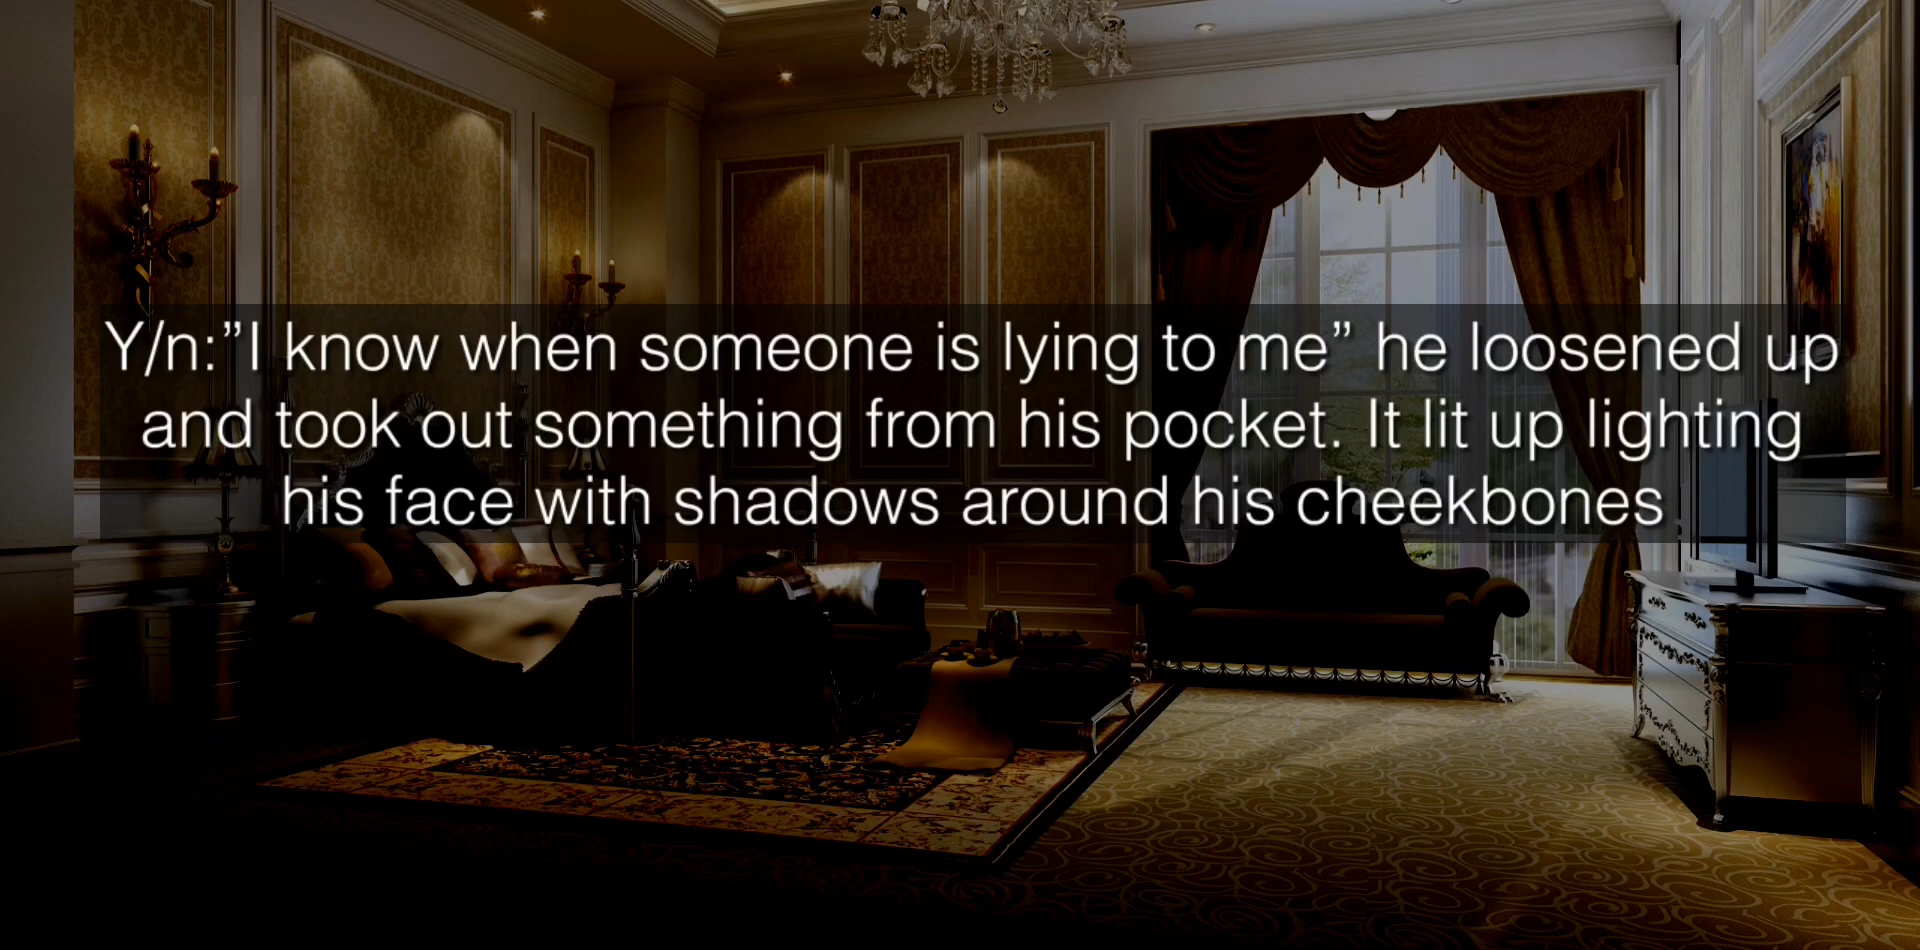 Y/n:”I know when someone is lying to me” he loosened up
and took out something from his pocket. It lit up lighting
his face with shadows around his cheekbones